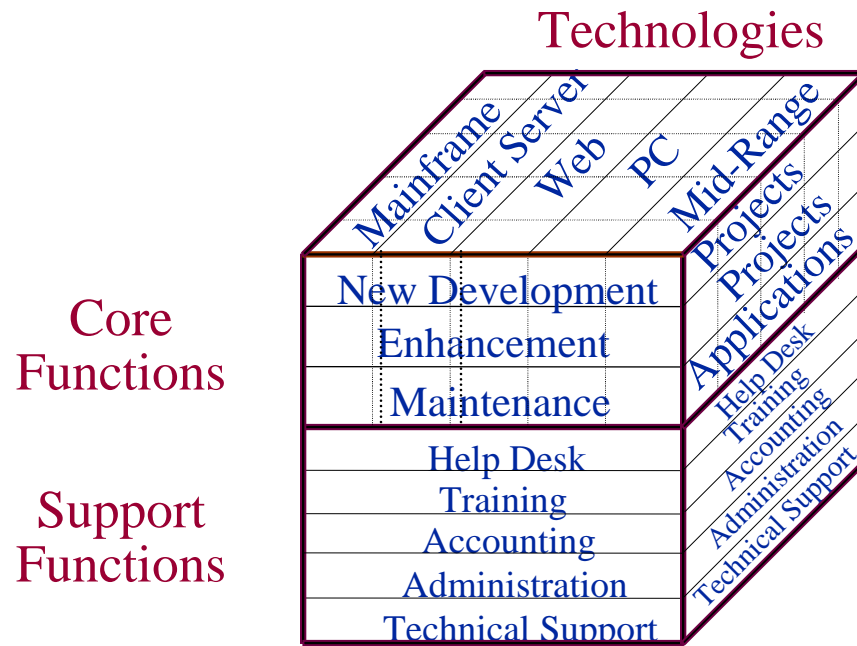 Technologies
Mainframe
Client Server
Web
PC
Mid-Range
Projects
Projects
Applications
Help Desk
Training
Accounting
Administration
Technical Support
Core
Functions
New Development
Enhancement
Maintenance
Support
Functions
Help Desk
Training
Accounting
Administration
Technical Support